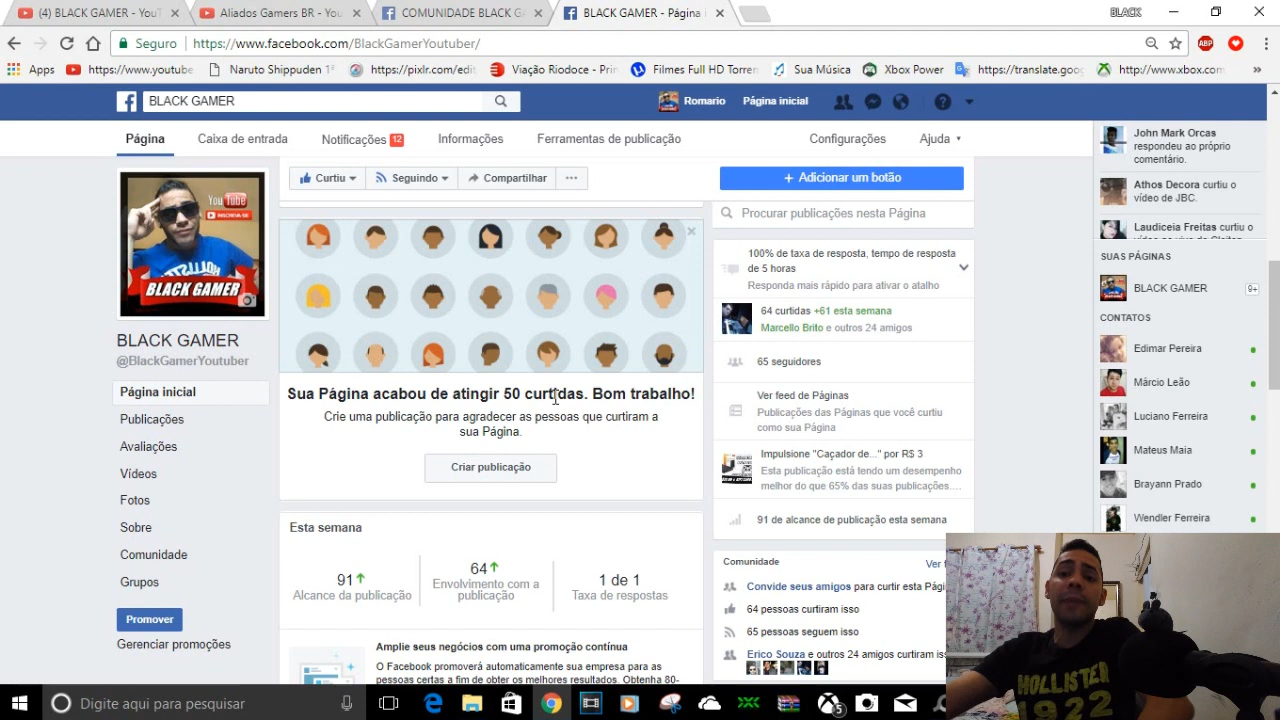 (4) BLACK GAMER - YouT
Aliados Gamers BR - You
COMUNIDADE BLACK G
BLACK GAMER - Página
BLACK
Seguro
https://www.facebook.com/BlackGamerYoutuber/
ABP
Apps
https://www.youtube
Naruto Shippuden 1ª
https://pixlr.com/edit
Viação Riodoce - Prin
Filmes Full HD Torren
Sua Música
Xbox Power
https://translate.goog
http://www.xbox.com
»
BLACK GAMER
Romario
Página inicial
Página
Caixa de entrada
Notificações 12
Informações
Ferramentas de publicação
Configurações
Ajuda
You Tube
INSCREVA-SE
HOLLIS
BLACK GAMER
BLACK GAMER
@BlackGamerYoutuber
Página inicial
Publicações
Avaliações
Vídeos
Fotos
Sobre
Comunidade
Grupos
Promover
Gerenciar promoções
Curtiu
Seguindo
Compartilhar
...
Sua Página acabou de atingir 50 curtidas. Bom trabalho!
Crie uma publicação para agradecer as pessoas que curtiram a
sua Página.
Criar publicação
Esta semana
91
Alcance da publicação
64
Envolvimento com a
publicação
1 de 1
Taxa de respostas
Amplie seus negócios com uma promoção contínua
O Facebook promoverá automaticamente sua empresa para as
pessoas certas a fim de obter os melhores resultados. Obtenha 80-
+ Adicionar um botão
Procurar publicações nesta Página
100% de taxa de resposta, tempo de resposta
de 5 horas
Responda mais rápido para ativar o atalho
64 curtidas +61 esta semana
Marcello Brito e outros 24 amigos
65 seguidores
Ver feed de Páginas
Publicações das Páginas que você curtiu
como sua Página
Impulsione "Caçador de..." por R$ 3
Esta publicação está tendo um desempenho
melhor do que 65% das suas publicações....
91 de alcance de publicação esta semana
Comunidade
Ver
Convide seus amigos para curtir esta Pági
64 pessoas curtiram isso
65 pessoas seguem isso
Erico Souza e outros 24 amigos curtiram
John Mark Orcas
respondeu ao próprio
comentário.
Athos Decora curtiu o
vídeo de JBC.
Laudiceia Freitas curtiu o
SUAS PÁGINAS
BLACK GAMER
9+
CONTATOS
Edimar Pereira
Márcio Leão
Luciano Ferreira
Mateus Maia
Brayann Prado
Wendler Ferreira
HOLLISTER
1922
Digite aqui para pesquisar
5